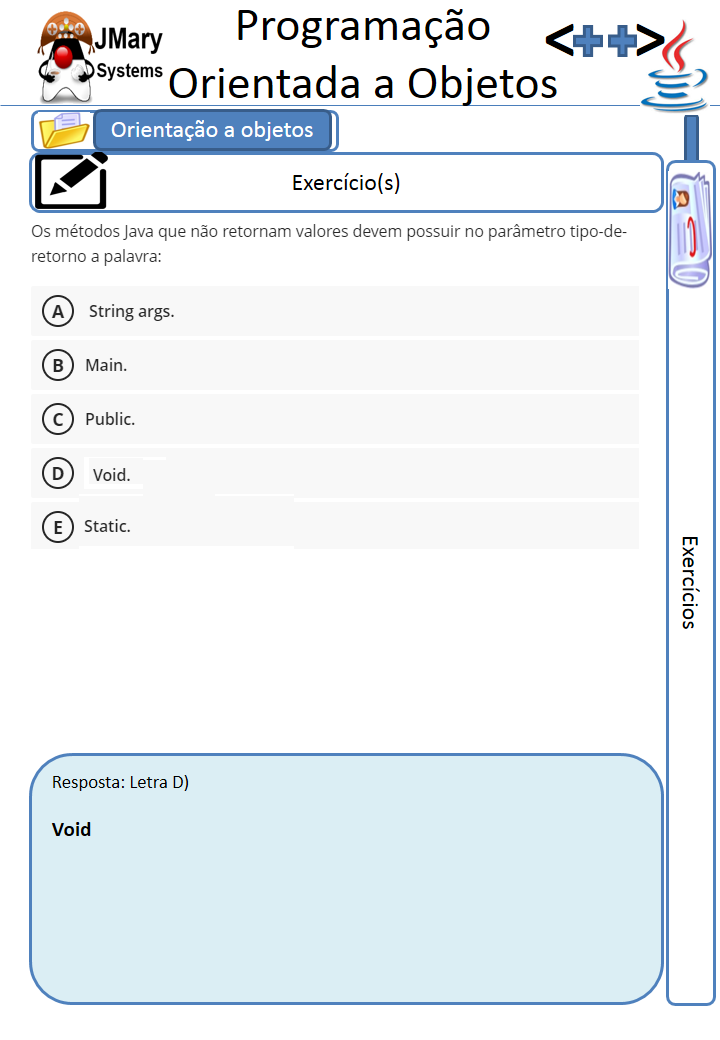 JMary
Systems
Programação
Orientada a Objetos
<++>
Orientação a objetos
Exercício(s)
Os métodos Java que não retornam valores devem possuir no parâmetro tipo-de-
retorno a palavra:
A String args.
B Main.
C Public.
D Void.
E Static.
Exercícios
Resposta: Letra D)
Void